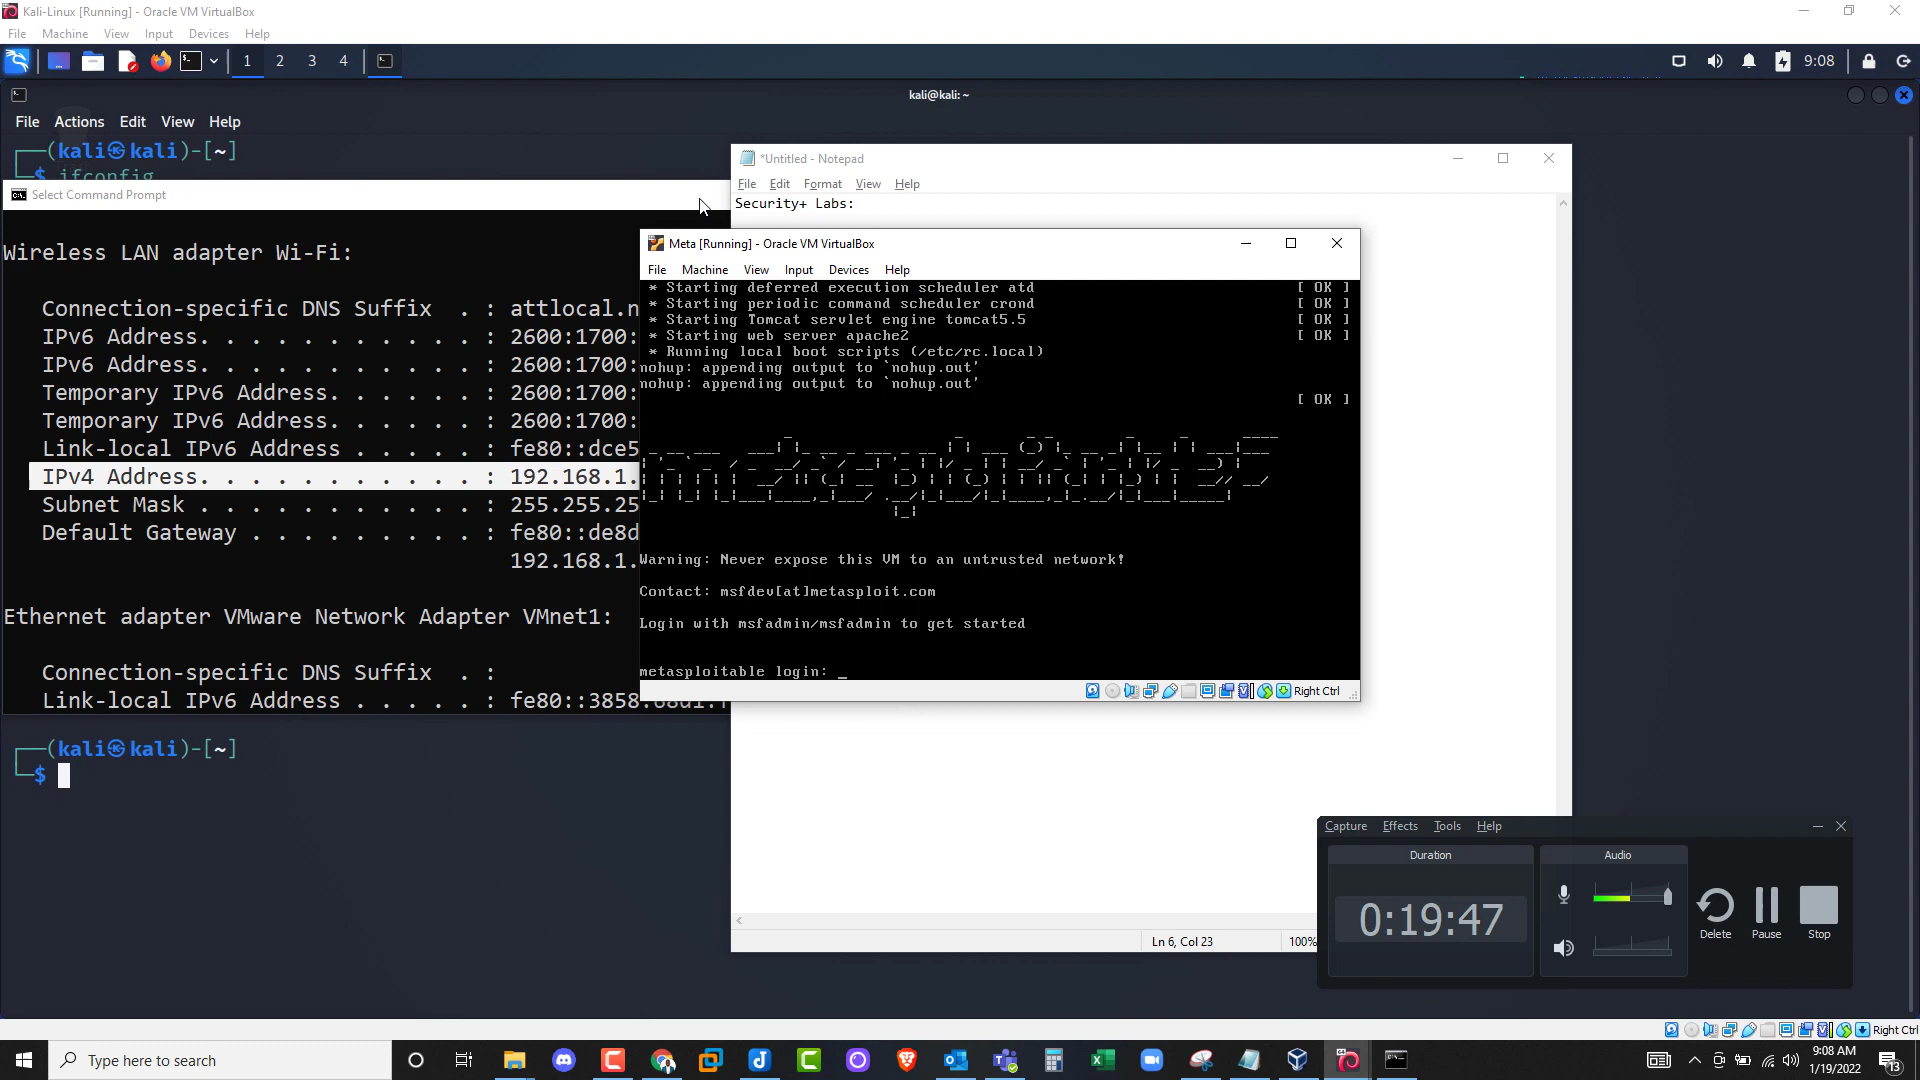 Kali-Linux [Running] - Oracle VM VirtualBox
File Machine View Input Devices Help
1 2 3 4
9:08
kali@kali: ~
File Actions Edit View Help
(kali㉿kali)-[~]
$ ifconfig
Select Command Prompt
Wireless LAN adapter Wi-Fi:
Connection-specific DNS Suffix . : attlocal.n
IPv6 Address. . . . . . . . . . . : 2600:1700:
IPv6 Address. . . . . . . . . . . : 2600:1700:
Temporary IPv6 Address. . . . . . : 2600:1700:
Temporary IPv6 Address. . . . . . : 2600:1700:
Link-local IPv6 Address . . . . . : fe80::dce5
IPv4 Address. . . . . . . . . . . : 192.168.1.
Subnet Mask . . . . . . . . . . . : 255.255.25
Default Gateway . . . . . . . . . : fe80::de8d
192.168.1.
Ethernet adapter VMware Network Adapter VMnet1:
Connection-specific DNS Suffix . :
Link-local IPv6 Address . . . . . : fe80::3858:
(kali㉿kali)-[~]
$
*Untitled - Notepad
File Edit Format View Help
Security+ Labs:
Ln 6, Col 23 100%
Meta [Running] - Oracle VM VirtualBox
File Machine View Input Devices Help
* Starting deferred execution scheduler atd [ OK ]
* Starting periodic command scheduler crond [ OK ]
* Starting Tomcat servlet engine tomcat5.5 [ OK ]
* Starting web server apache2 [ OK ]
* Running local boot scripts (/etc/rc.local)
nohup: appending output to `nohup.out'
nohup: appending output to `nohup.out'
[ OK ]
metasploitable
Warning: Never expose this VM to an untrusted network!
Contact: msfdev[at]metasploit.com
Login with msfadmin/msfadmin to get started
metasploitable login: _
Right Ctrl
Capture Effects Tools Help
Duration Audio
0:19:47
Delete Pause Stop
Right Ctrl
Type here to search
9:08 AM
1/19/2022
13